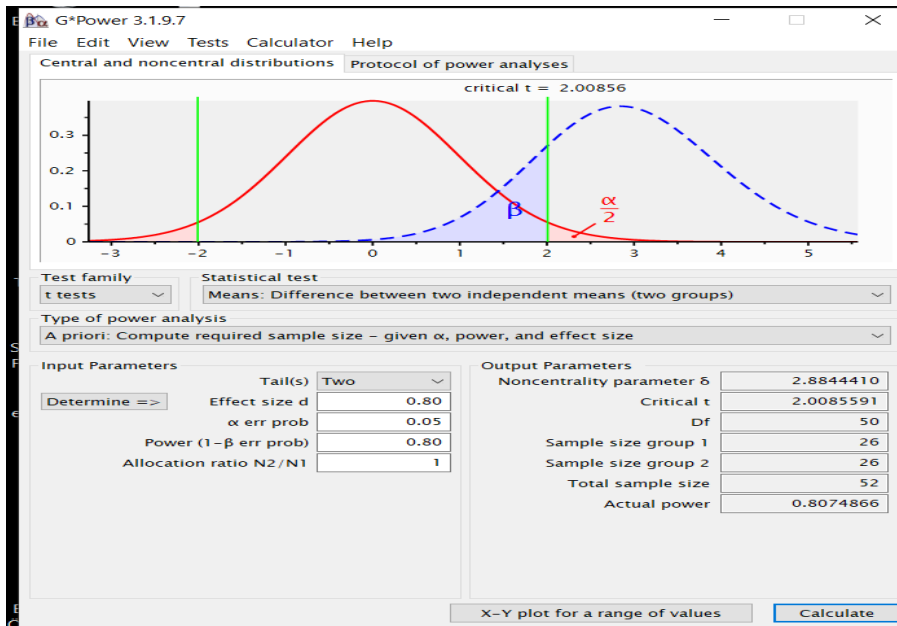 G*Power 3.1.9.7
File Edit View Tests Calculator Help
Central and noncentral distributions Protocol of power analyses
critical t = 2.00856
0.3
0.2
0.1
0
β
α
2
-3 -2 -1 0 1 2 3 4 5
Test family Statistical test
t tests Means: Difference between two independent means (two groups)
Type of power analysis
A priori: Compute required sample size – given α, power, and effect size
Input Parameters Output Parameters
Tail(s) Two Noncentrality parameter δ 2.8844410
Determine => Effect size d 0.80 Critical t 2.0085591
α err prob 0.05 Df 50
Power (1-β err prob) 0.80 Sample size group 1 26
Allocation ratio N2/N1 1 Sample size group 2 26
Total sample size 52
Actual power 0.8074866
X-Y plot for a range of values Calculate